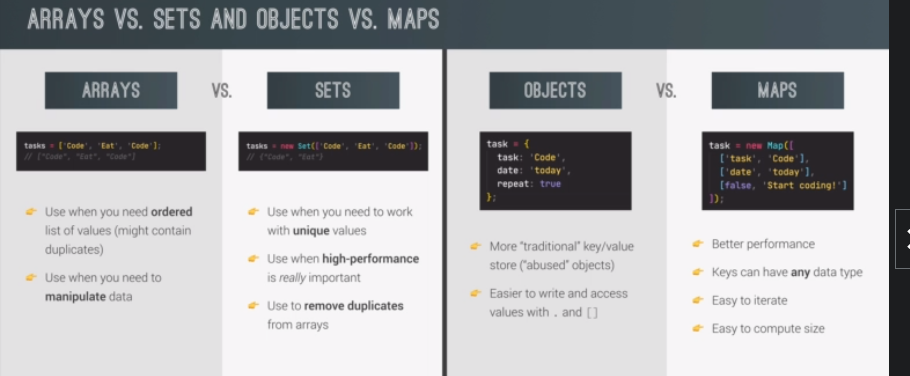 ARRAYS VS. SETS AND OBJECTS VS. MAPS
ARRAYS
VS.
SETS
tasks = ['Code', 'Eat', 'Code'];
// ["Code", "Eat", "Code"]
tasks = new Set(['Code', 'Eat', 'Code']);
// {"Code", "Eat"}
👉 Use when you need ordered
list of values (might contain
duplicates)
👉 Use when you need to
manipulate data
👉 Use when you need to work
with unique values
👉 Use when high-performance
is really important
👉 Use to remove duplicates
from arrays
OBJECTS
VS.
MAPS
task = {
task: 'Code',
date: 'today',
repeat: true
};
task = new Map([
['task', 'Code'],
['date', 'today'],
[false, 'Start coding!']
]);
👉 More “traditional” key/value
store (“abused” objects)
👉 Easier to write and access
values with . and []
👉 Better performance
👉 Keys can have any data type
👉 Easy to iterate
👉 Easy to compute size